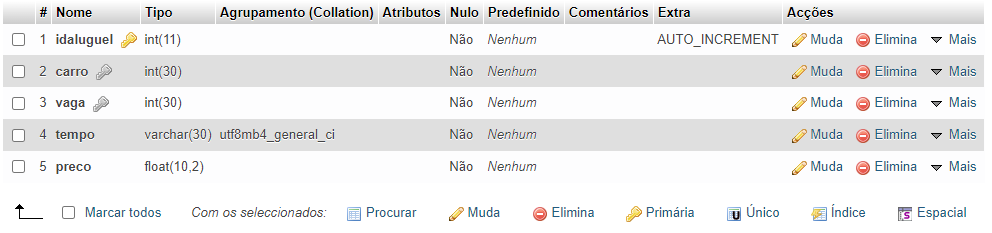 # Nome Tipo Agrupamento (Collation) Atributos Nulo Predefinido Comentários Extra Acções
1 idaluguel int(11) Não Nenhum AUTO_INCREMENT Muda Elimina Mais
2 carro int(30) Não Nenhum Muda Elimina Mais
3 vaga int(30) Não Nenhum Muda Elimina Mais
4 tempo varchar(30) utf8mb4_general_ci Não Nenhum Muda Elimina Mais
5 preco float(10,2) Não Nenhum Muda Elimina Mais
Marcar todos Com os seleccionados: Procurar Muda Elimina Primária Único Índice Espacial